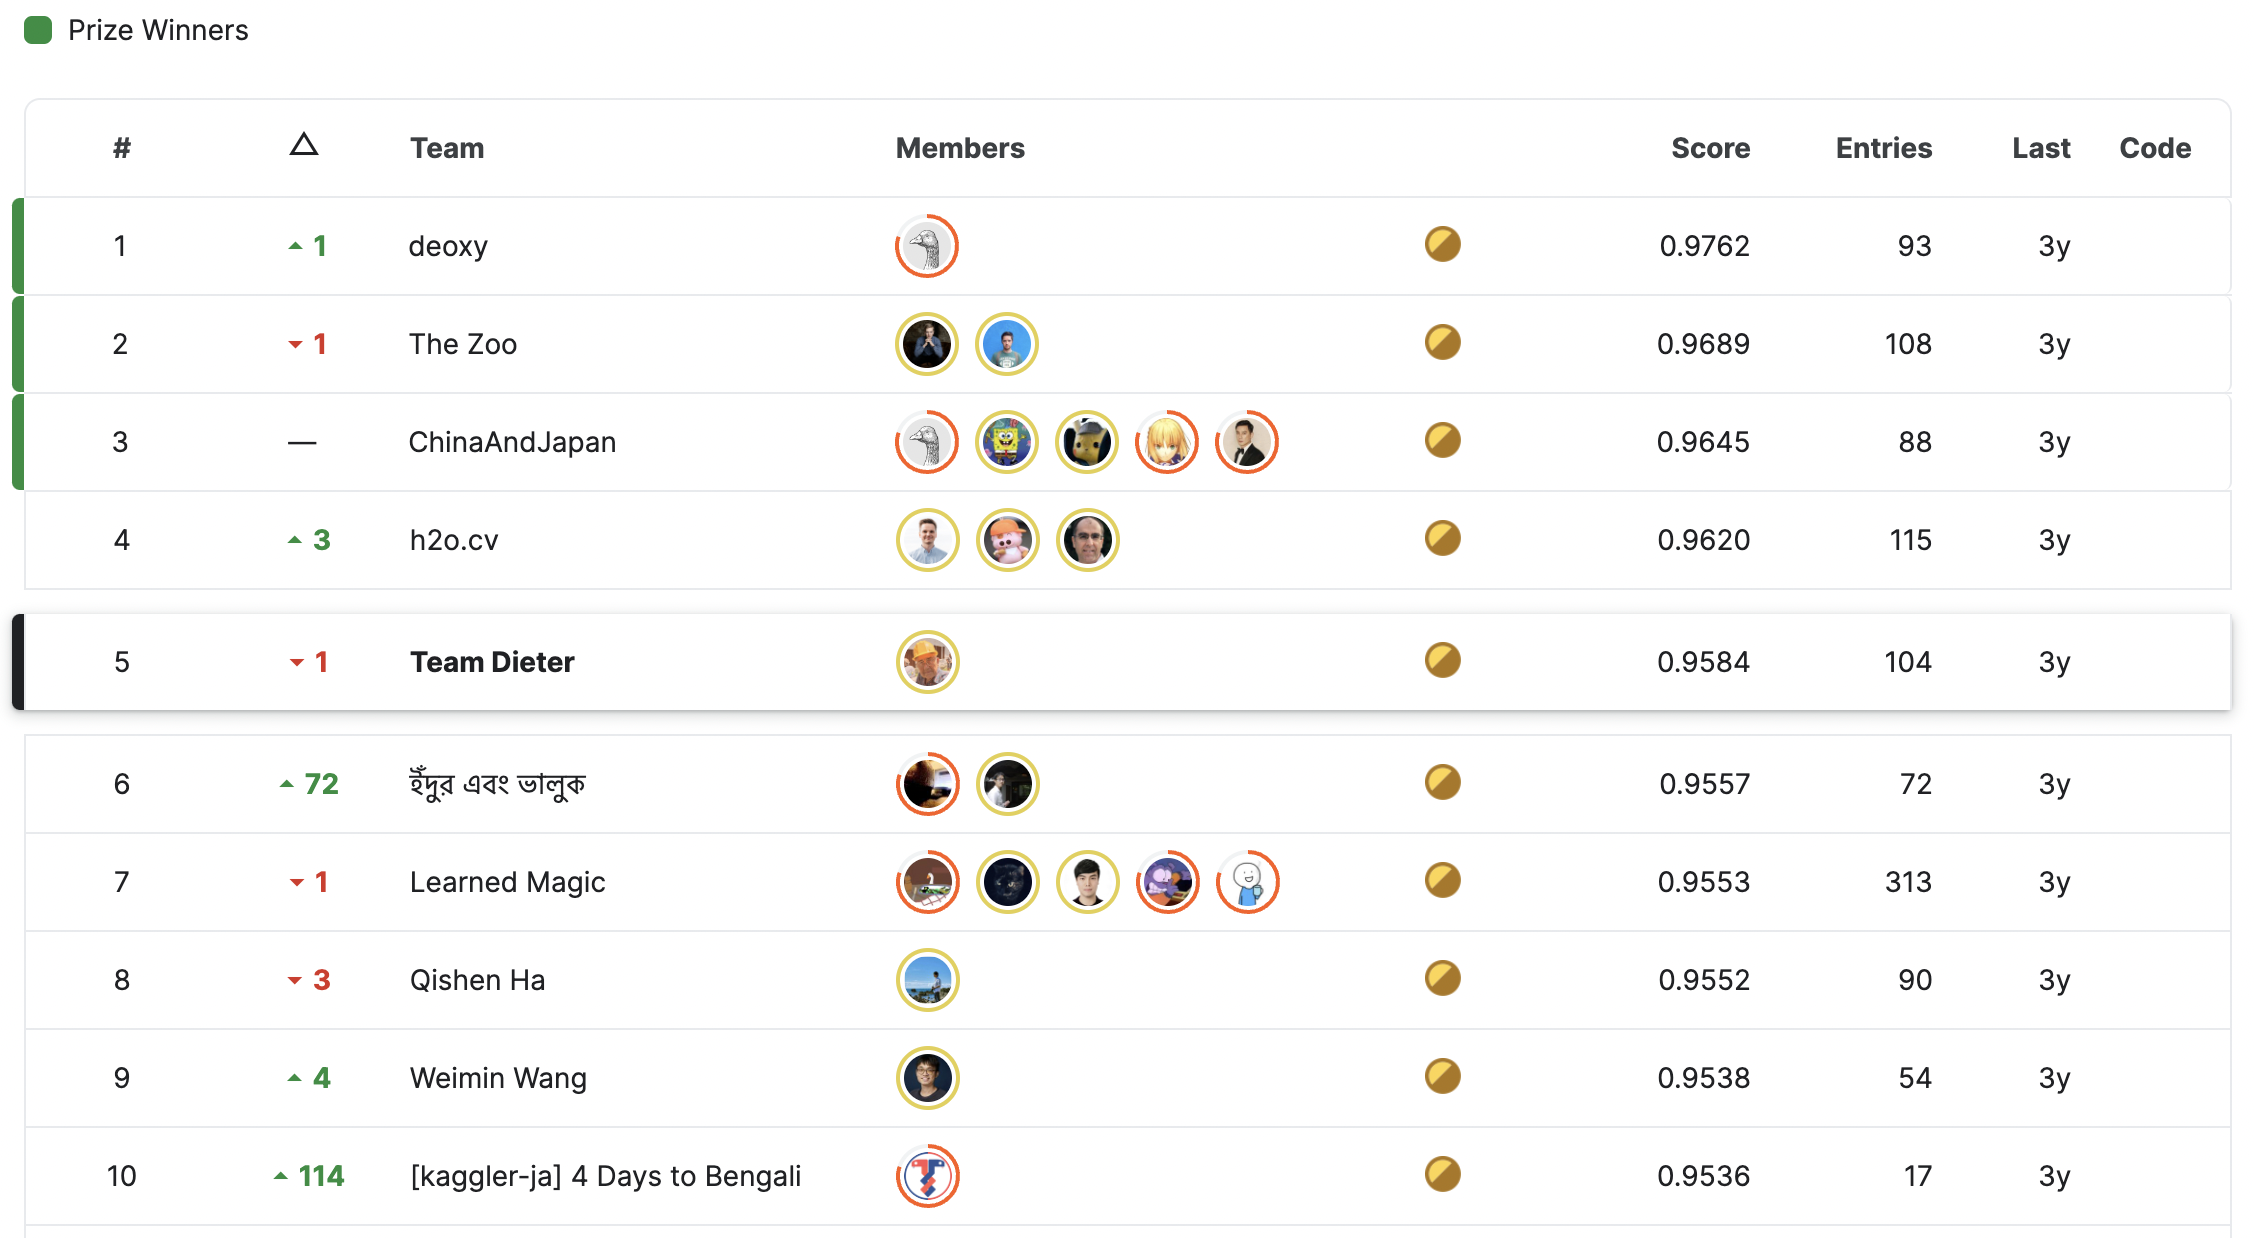 Prize Winners
# △ Team Members Score Entries Last Code
1 ▲ 1 deoxy 0.9762 93 3y
2 ▼ 1 The Zoo 0.9689 108 3y
3 — ChinaAndJapan 0.9645 88 3y
4 ▲ 3 h2o.cv 0.9620 115 3y
5 ▼ 1 Team Dieter 0.9584 104 3y
6 ▲ 72 ইঁদুর এবং ভালুক 0.9557 72 3y
7 ▼ 1 Learned Magic 0.9553 313 3y
8 ▼ 3 Qishen Ha 0.9552 90 3y
9 ▲ 4 Weimin Wang 0.9538 54 3y
10 ▲ 114 [kaggler-ja] 4 Days to Bengali 0.9536 17 3y